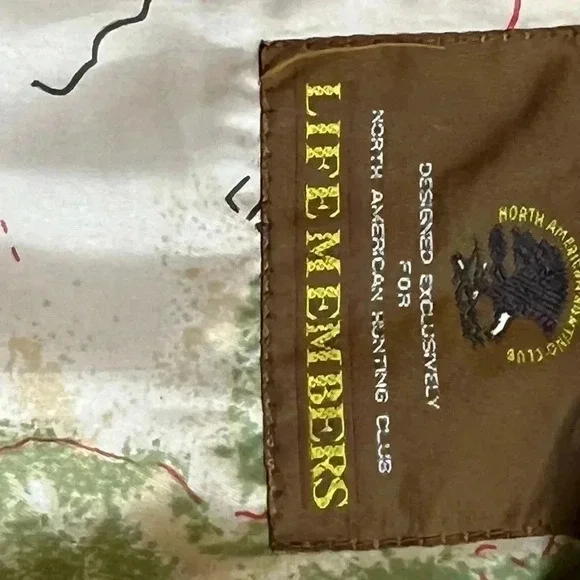 NORTH AMERICAN HUNTING CLUB
DESIGNED EXCLUSIVELY
FOR
NORTH AMERICAN HUNTING CLUB
LIFE MEMBERS